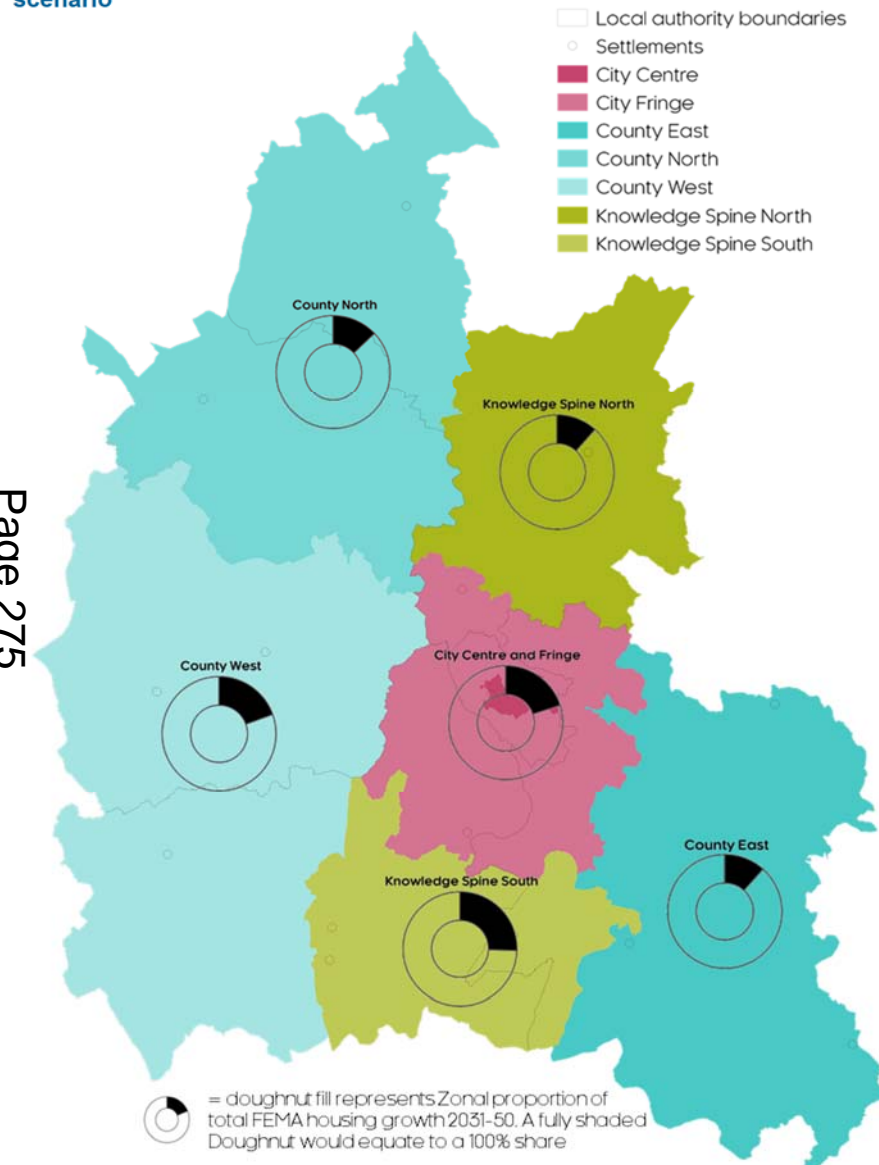 scenario
Local authority boundaries
Settlements
City Centre
City Fringe
County East
County North
County West
Knowledge Spine North
Knowledge Spine South
County North
Knowledge Spine North
Page 275
City Centre and Fringe
County West
County East
Knowledge Spine South
= doughnut fill represents Zonal proportion of
total FEMA housing growth 2031-50. A fully shaded
Doughnut would equate to a 100% share